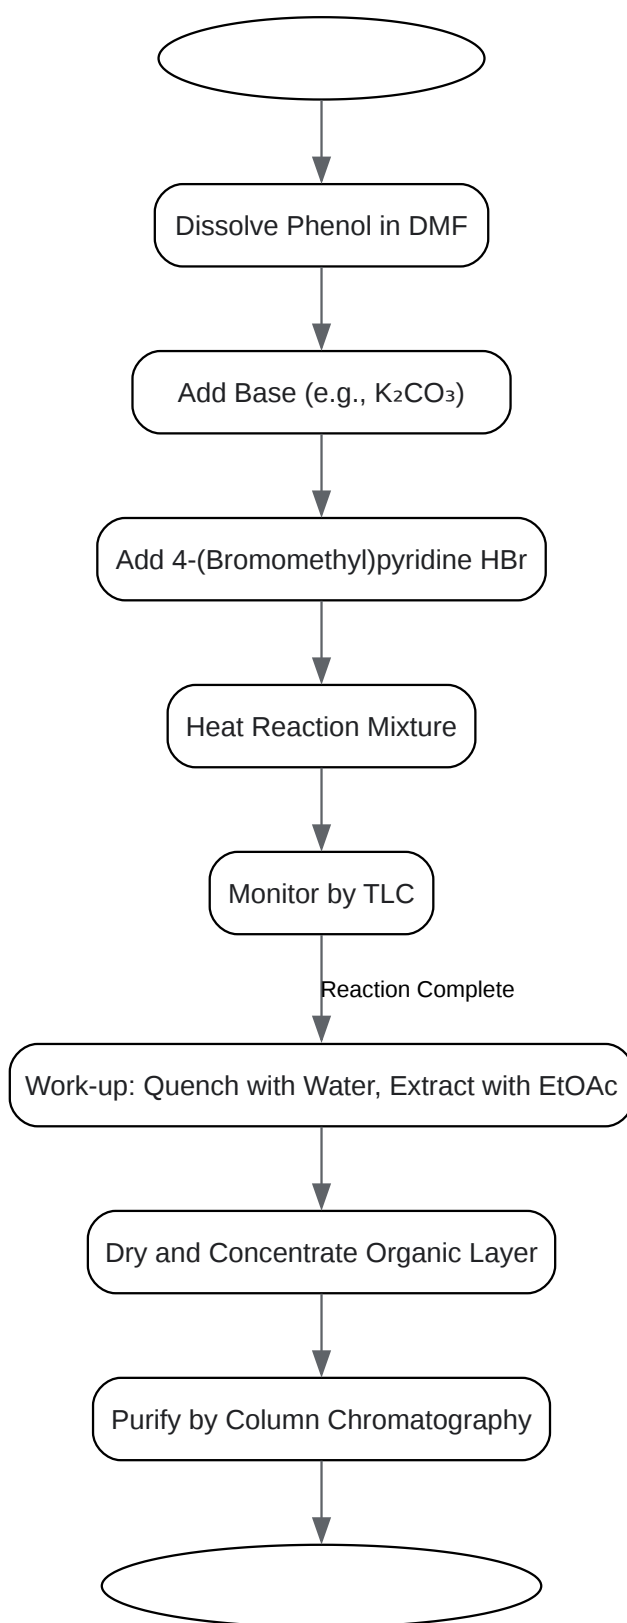 Dissolve Phenol in DMF
Add Base (e.g., K₂CO₃)
Add 4-(Bromomethyl)pyridine HBr
Heat Reaction Mixture
Monitor by TLC
Reaction Complete
Work-up: Quench with Water, Extract with EtOAc
Dry and Concentrate Organic Layer
Purify by Column Chromatography